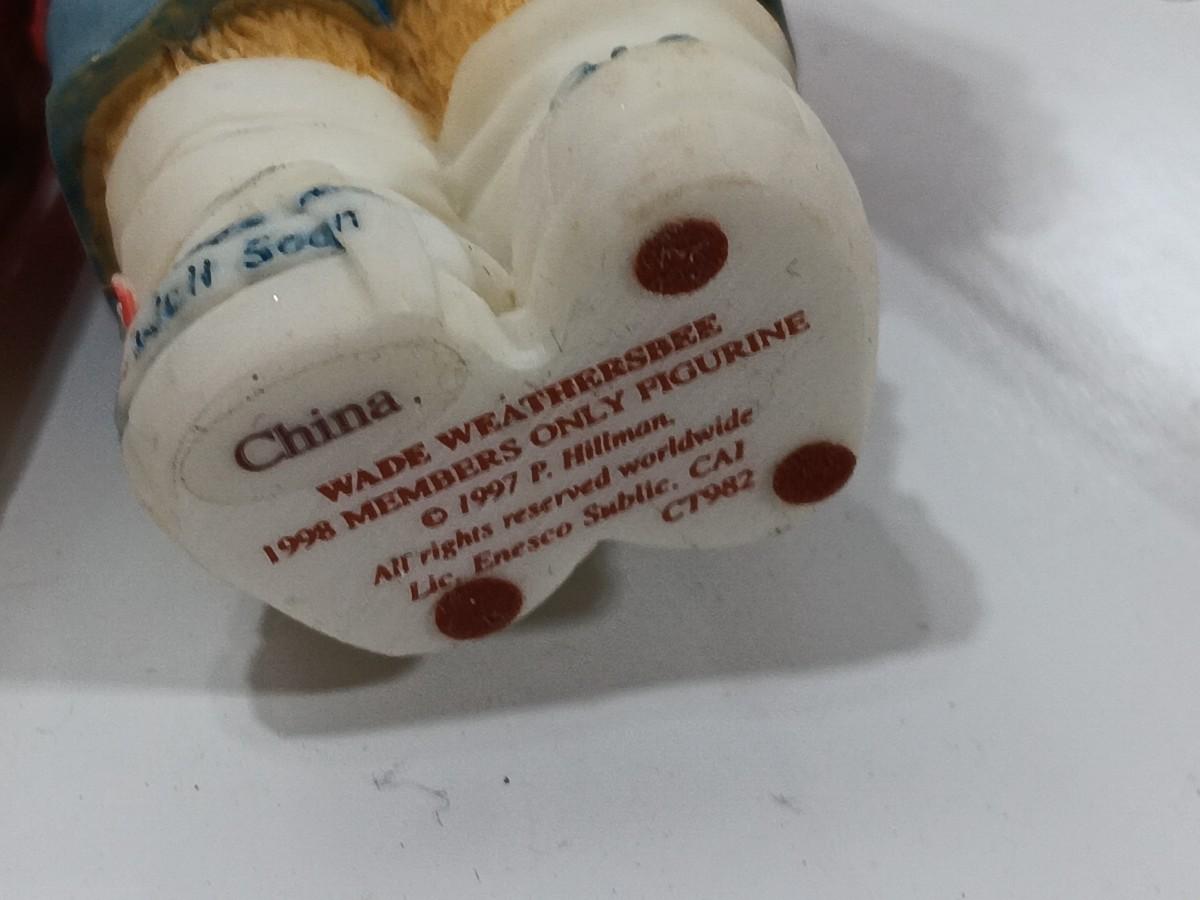 Well Soon
China
WADE WEATHERSBEE
1998 MEMBERS ONLY FIGURINE
© 1997 P. Hillman.
All rights reserved worldwide
Lic. Enesco Sublic. CAI
CT982